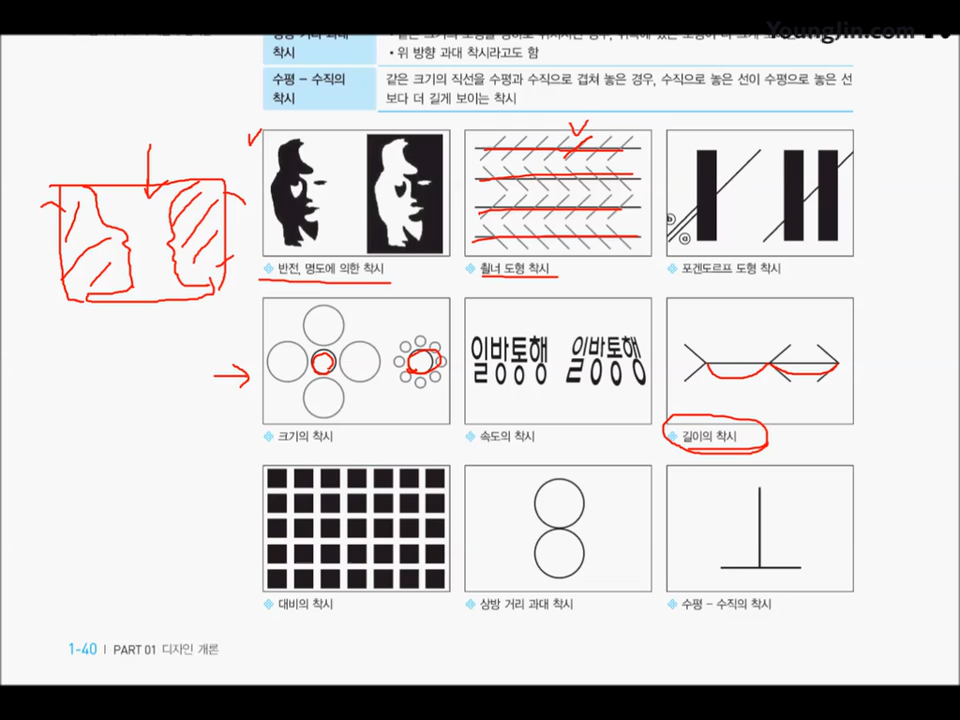 Youngjin.com
착시
• 위 방향 과대 착시라고도 함
수평 – 수직의
착시
같은 크기의 직선을 수평과 수직으로 겹쳐 놓은 경우, 수직으로 놓은 선이 수평으로 놓은 선
보다 더 길게 보이는 착시
ⓑ
ⓐ
반전, 명도에 의한 착시
쵤너 도형 착시
포겐도르프 도형 착시
일방통행 일방통행
크기의 착시
속도의 착시
길이의 착시
대비의 착시
상방 거리 과대 착시
수평 – 수직의 착시
1-40 | PART 01 디자인 개론